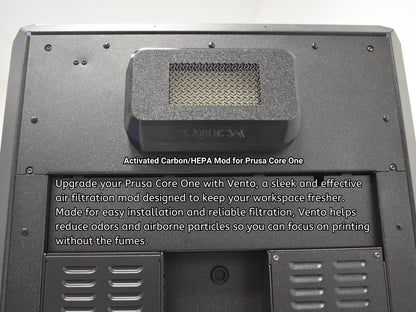 Activated Carbon/HEPA Mod for Prusa Core One
Upgrade your Prusa Core One with Vento, a sleek and effective
air filtration mod designed to keep your workspace fresher.
Made for easy installation and reliable filtration, Vento helps
reduce odors and airborne particles so you can focus on printing
without the fumes.